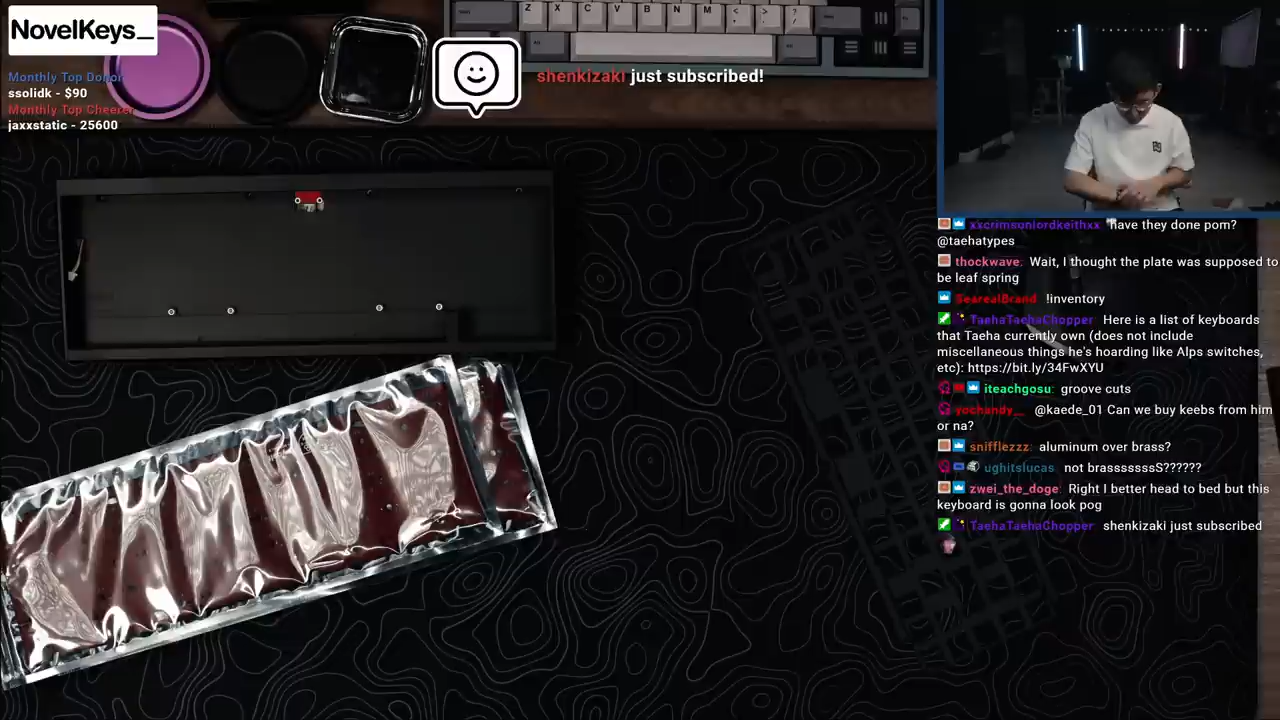 NovelKeys_
Monthly Top Donor
ssolidk - $90
Monthly Top Cheerer
jaxxstatic - 25600
shenkizaki just subscribed!
Z X C V B N M < > ?
, . /
xxcrimsonlordkeithxx: have they done pom?
@taehatypes
thockwave: Wait, I thought the plate was supposed to
be leaf spring
SearealBrand !inventory
TaehaTaehaChopper: Here is a list of keyboards
that Taeha currently own (does not include
miscellaneous things he's hoarding like Alps switches,
etc): https://bit.ly/34FwXYU
iteachgosu: groove cuts
yochandy__ @kaede_01 Can we buy keebs from him
or na?
snifflezzz: aluminum over brass?
ughitslucas not brasssssssS??????
zwei_the_doge: Right I better head to bed but this
keyboard is gonna look pog
TaehaTaehaChopper: shenkizaki just subscribed